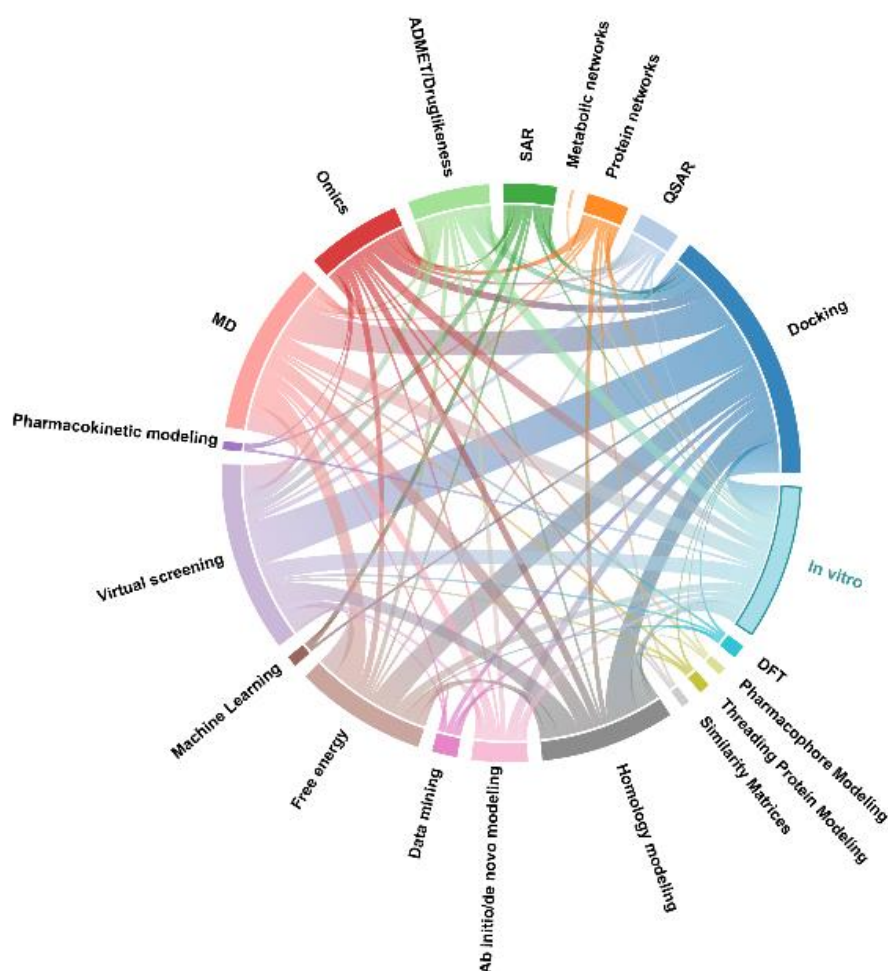 ADMET/Druglikeness
SAR
Metabolic networks
Protein networks
QSAR
Omics
Docking
MD
Pharmacokinetic modeling
Virtual screening
In vitro
Machine Learning
DFT
Pharmacophore Modeling
Threading Protein Modeling
Similarity Matrices
Free energy
Data mining
Ab Initio/de novo modeling
Homology modeling